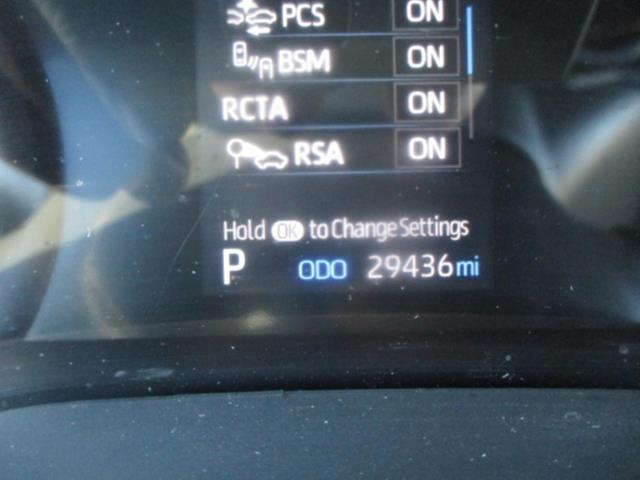 PCS ON
BSM ON
RCTA ON
RSA ON
Hold OK to Change Settings
P ODO 29436 mi